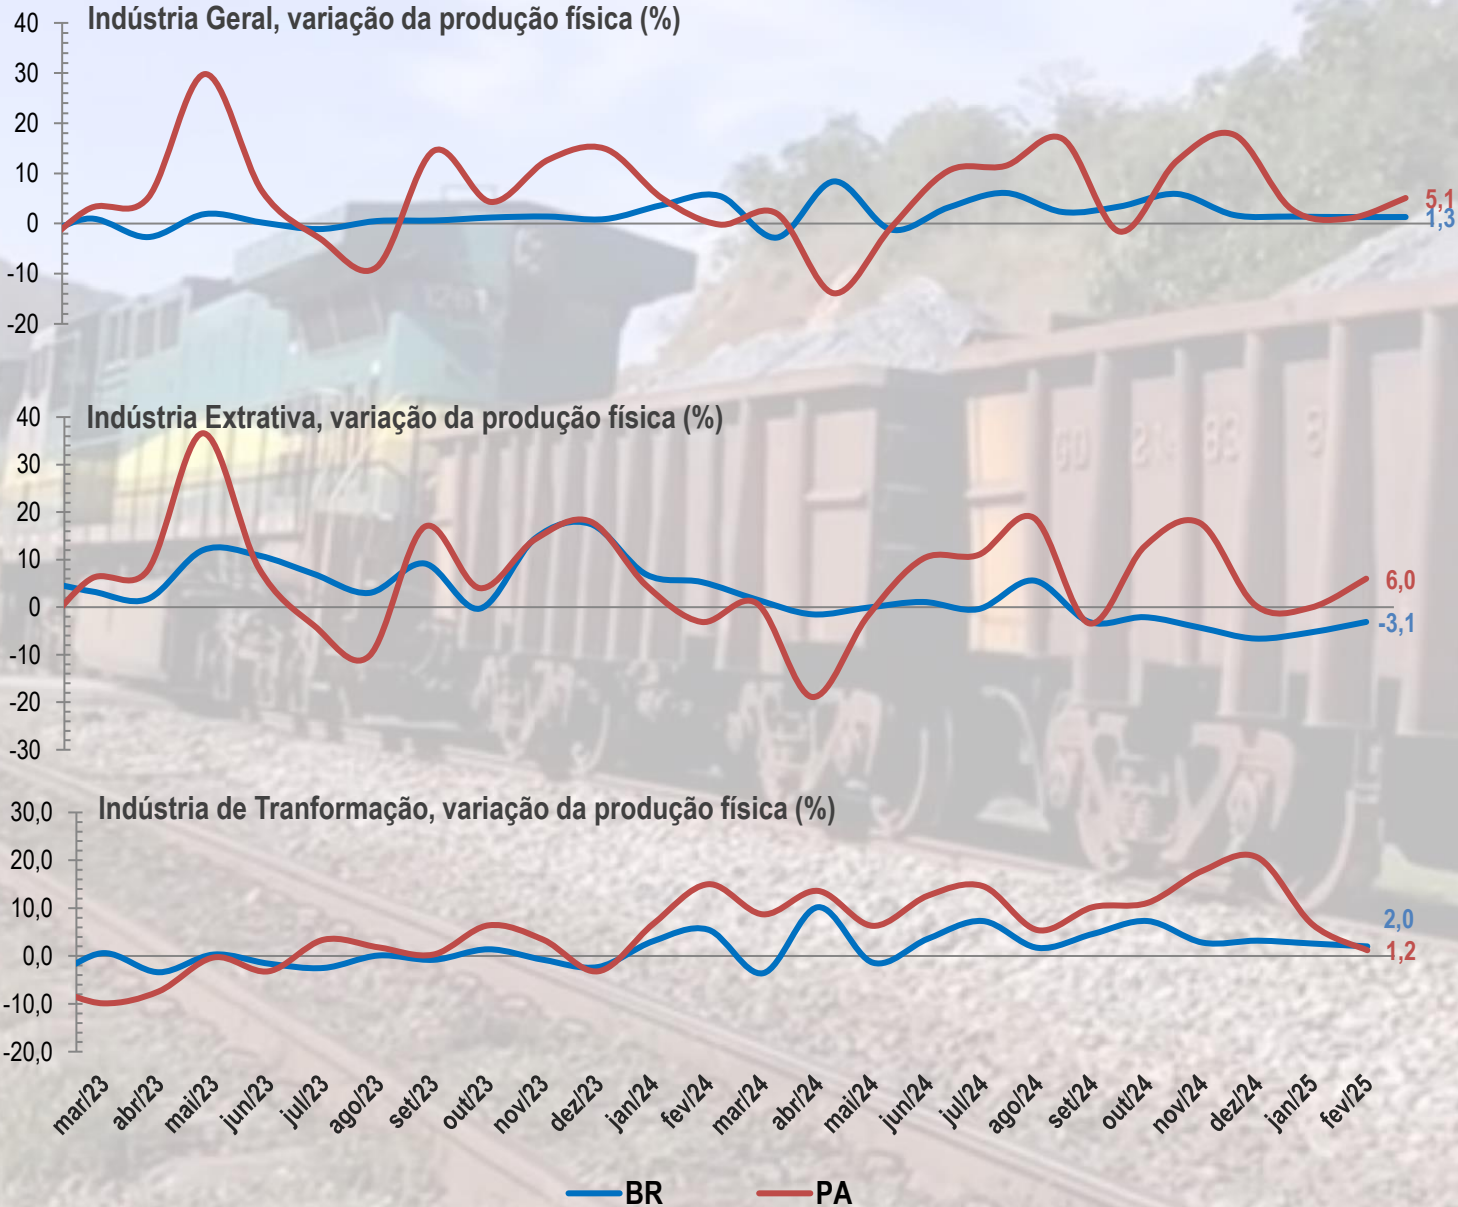 Indústria Geral, variação da produção física (%)
40
30
20
10
0
-10
-20
5,1
1,3
Indústria Extrativa, variação da produção física (%)
40
30
20
10
0
-10
-20
-30
6,0
-3,1
Indústria de Tranformação, variação da produção física (%)
30,0
20,0
10,0
0,0
-10,0
-20,0
2,0
1,2
mar/23
abr/23
mai/23
jun/23
jul/23
ago/23
set/23
out/23
nov/23
dez/23
jan/24
fev/24
mar/24
abr/24
mai/24
jun/24
jul/24
ago/24
set/24
out/24
nov/24
dez/24
jan/25
fev/25
BR
PA